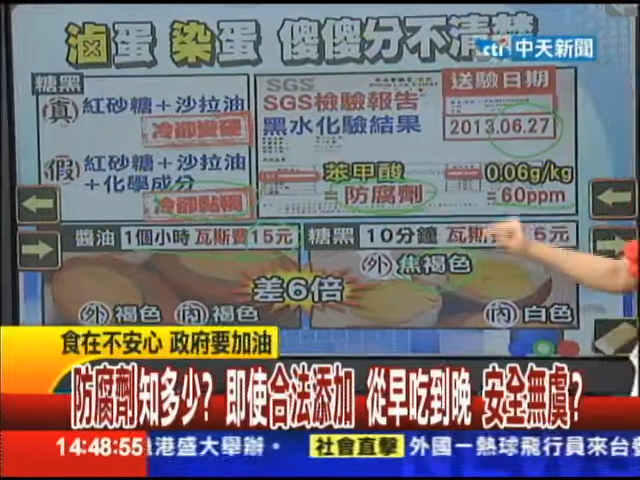 滷蛋 染蛋 傻傻分不清楚
cti 中天新聞
糖黑
真 紅砂糖+沙拉油
冷卻變硬
假 紅砂糖+沙拉油
+化學成分
冷卻黏稠
SGS
SGS檢驗報告
黑水化驗結果
送驗日期
2013.06.27
苯甲酸
=防腐劑
0.06g/kg
=60ppm
醬油 1個小時 瓦斯費15元
外 褐色 內 褐色
差6倍
糖黑 10分鐘 瓦斯
外 焦褐色
內 白色
食在不安心 政府要加油
防腐劑知多少? 即使合法添加 從早吃到晚 安全無虞?
14:48:55
港盛大舉辦。 社會直擊 外國一熱球飛行員來台